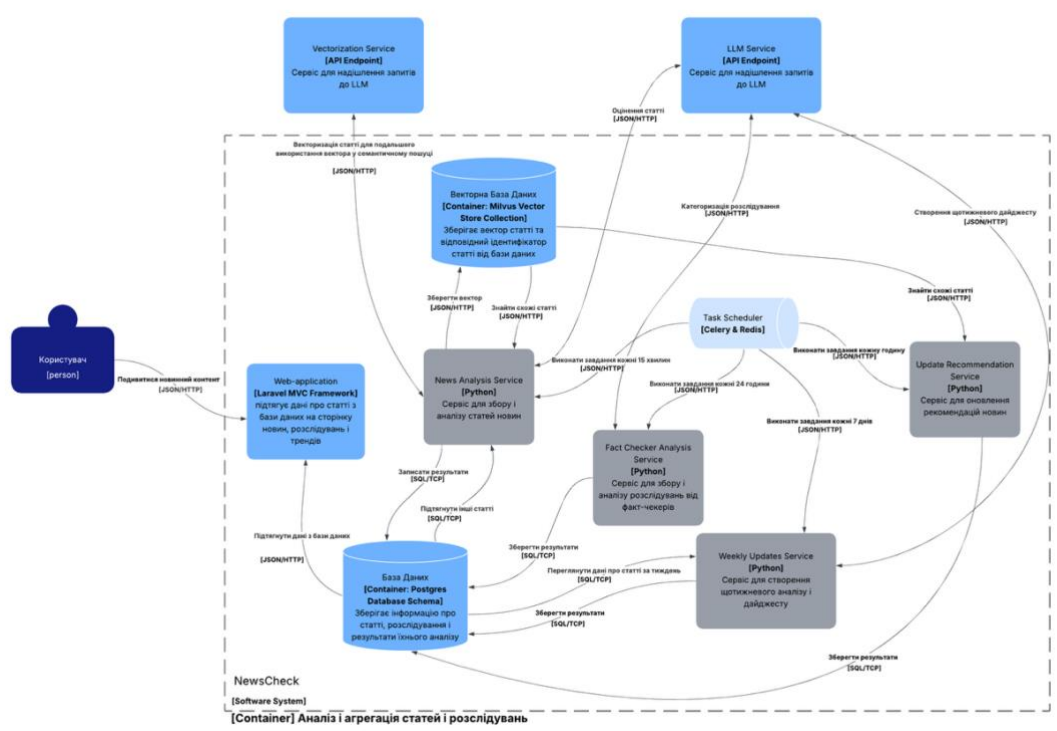 Vectorization Service
[API Endpoint]
Сервіс для надішлення запитів
до LLM
LLM Service
[API Endpoint]
Сервіс для надішлення запитів
до LLM
Оцінення статті
[JSON/HTTP]
Векторизація статті для подальшого
використання вектора у семантичному пошуці
[JSON/HTTP]
Векторна База Даних
[Container: Milvus Vector
Store Collection]
Зберігає вектор статті та
відповідний ідентифікатор
статті від бази даних
Категоризація розслідування
[JSON/HTTP]
Створення щотижневого дайджесту
[JSON/HTTP]
Зберегти вектор
[JSON/HTTP]
Знайти схожі статті
[JSON/HTTP]
Знайти схожі статті
[JSON/HTTP]
Task Scheduler
[Celery & Redis]
Користувач
[person]
Подивитися новинний контент
[JSON/HTTP]
Web-application
[Laravel MVC Framework]
підтягує дані про статті з
бази даних на сторінку
новин, розслідувань і
трендів
News Analysis Service
[Python]
Сервіс для збору і
аналізу статей новин
Виконати завдання кожні 15 хвилин
[JSON/HTTP]
Виконати завдання кожні 24 години
[JSON/HTTP]
Виконати завдання кожну годину
[JSON/HTTP]
Виконати завдання кожні 7 днів
[JSON/HTTP]
Update Recommendation
Service
[Python]
Сервіс для оновлення
рекомендацій новин
Fact Checker Analysis
Service
[Python]
Сервіс для збору і
аналізу розслідувань від
факт-чекерів
Записати результати
[SQL/TCP]
Підтягнути інші статті
[SQL/TCP]
Підтягнути дані з бази даних
[JSON/HTTP]
База Даних
[Container: Postgres
Database Schema]
Зберігає інформацію про
статті, розслідування і
результати їхнього аналізу
Зберегти результати
[SQL/TCP]
Переглянути дані про статті за тиждень
[SQL/TCP]
Зберегти результати
[SQL/TCP]
Weekly Updates Service
[Python]
Сервіс для створення
щотижневого аналізу і
дайджесту
Зберегти результати
[SQL/TCP]
NewsCheck
[Software System]
[Container] Аналіз і агрегація статей і розслідувань